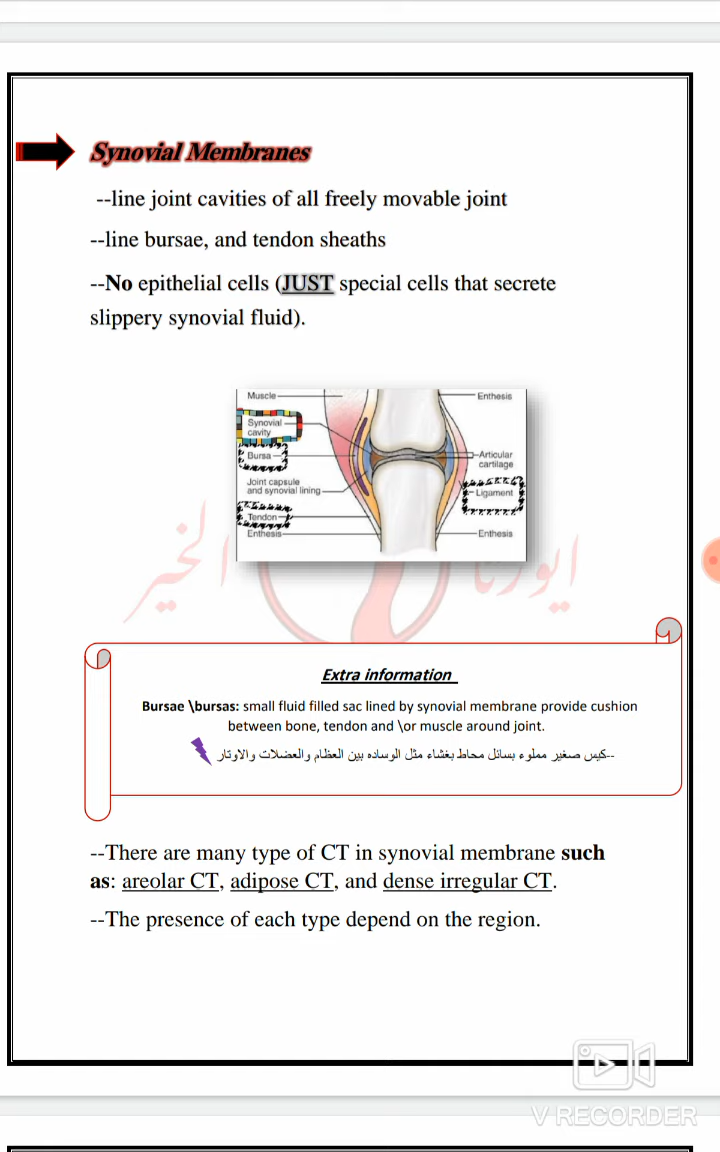 Synovial Membranes
--line joint cavities of all freely movable joint
--line bursae, and tendon sheaths
--No epithelial cells (JUST special cells that secrete
slippery synovial fluid).
Muscle
Synovial
cavity
Bursa
Joint capsule
and synovial lining
Tendon
Enthesis
Enthesis
Articular
cartilage
Ligament
Enthesis
الخير
ايورنا
Extra information
Bursae \bursas: small fluid filled sac lined by synovial membrane provide cushion
between bone, tendon and \or muscle around joint.
--كيس صغير مملوء بسائل محاط بغشاء مثل الوساده بين العظام والعضلات والاوتار
--There are many type of CT in synovial membrane such
as: areolar CT, adipose CT, and dense irregular CT.
--The presence of each type depend on the region.
V RECORDER